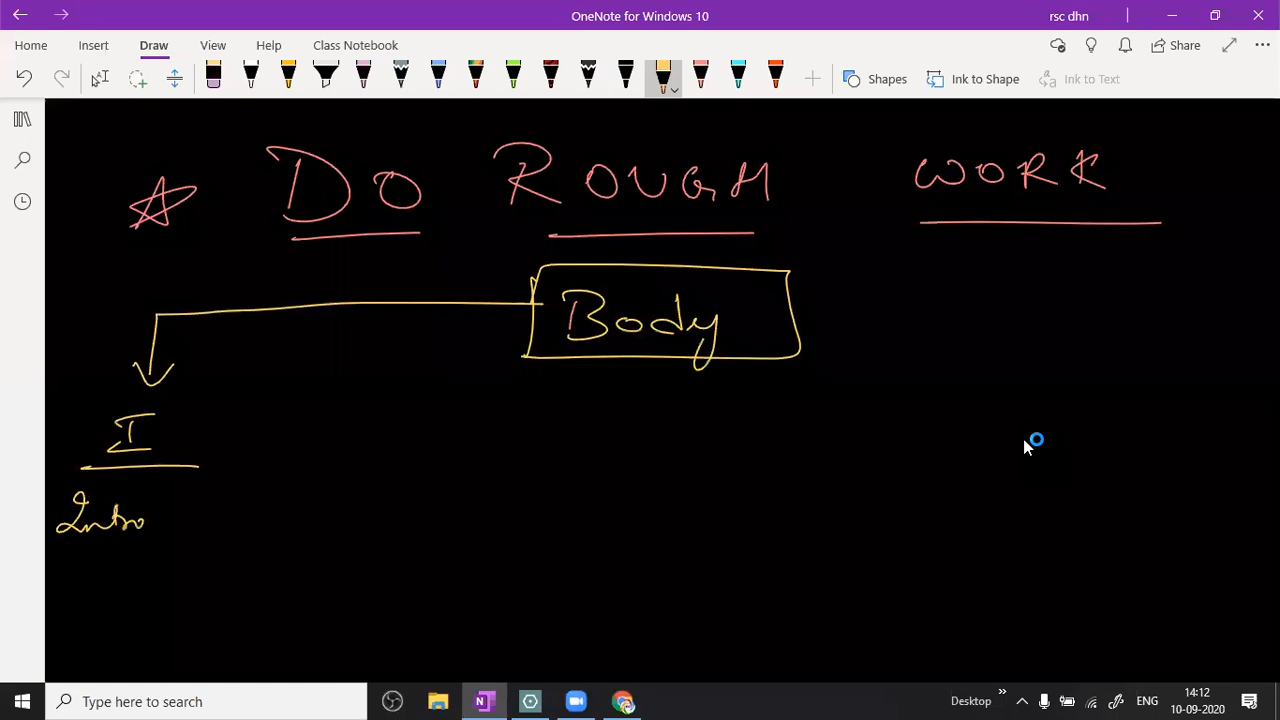 OneNote for Windows 10
rsc dhn
Home Insert Draw View Help Class Notebook
Share
Shapes Ink to Shape Ink to Text
DO ROUGH WORK
Body
I
Intro
Type here to search
Desktop
ENG
14:12
10-09-2020